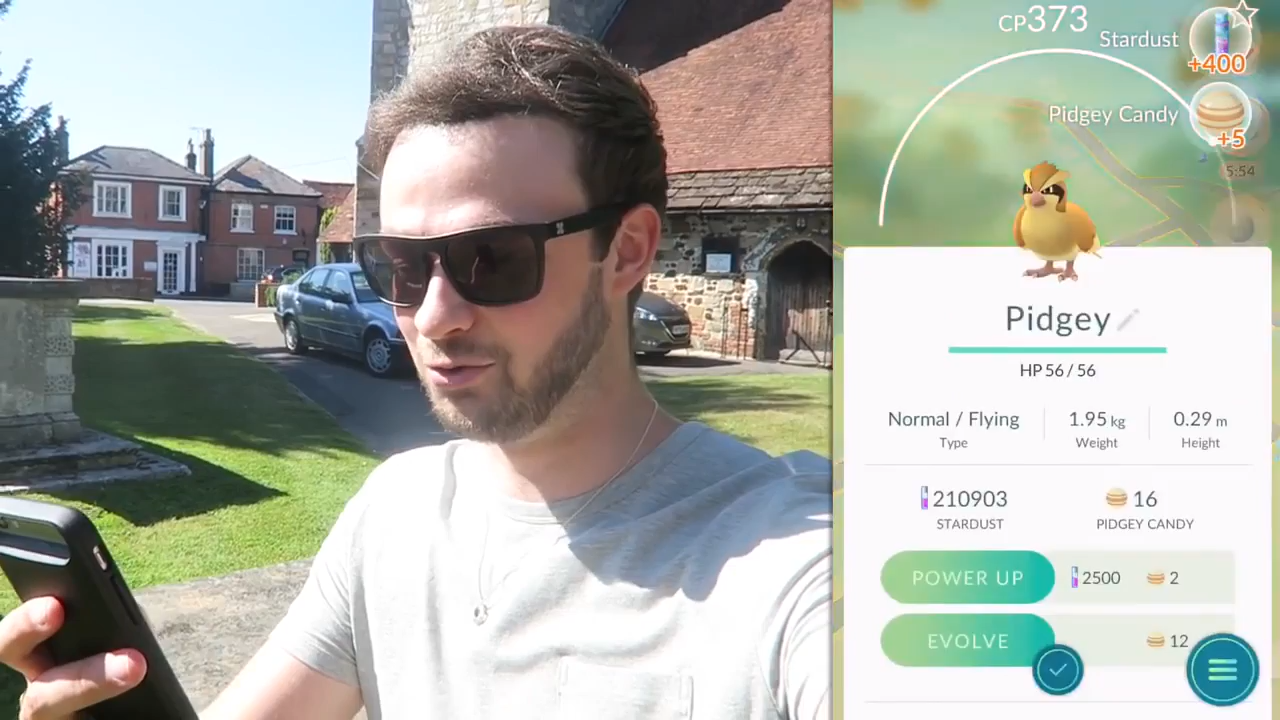 CP373
Stardust
+400
Pidgey Candy
+5
5:54
Pidgey
HP 56 / 56
Normal / Flying
1.95 kg
0.29 m
Type
Weight
Height
210903
16
STARDUST
PIDGEY CANDY
POWER UP
2500
2
EVOLVE
12